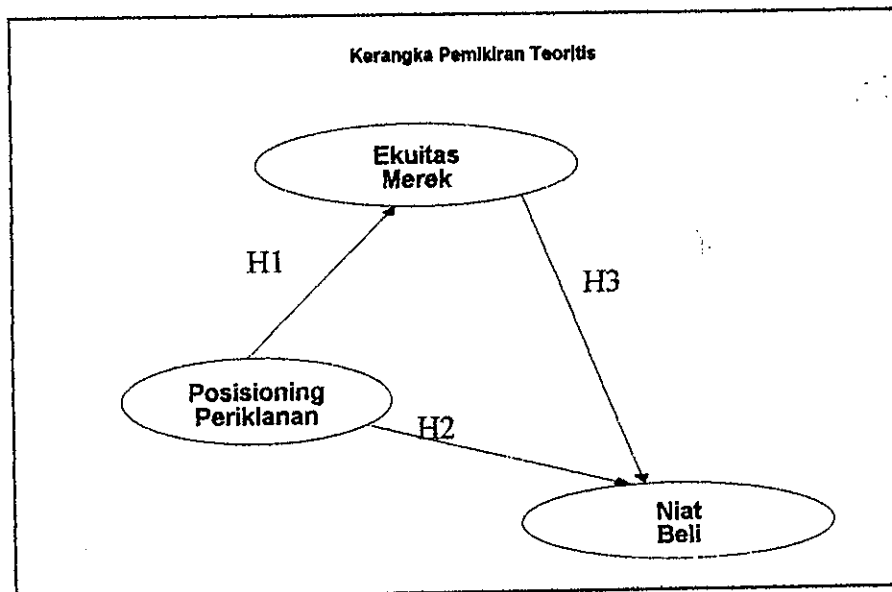 Kerangka Pemikiran Teoritis
Ekuitas
Merek
H1
H3
Posisioning
Periklanan
H2
Niat
Beli